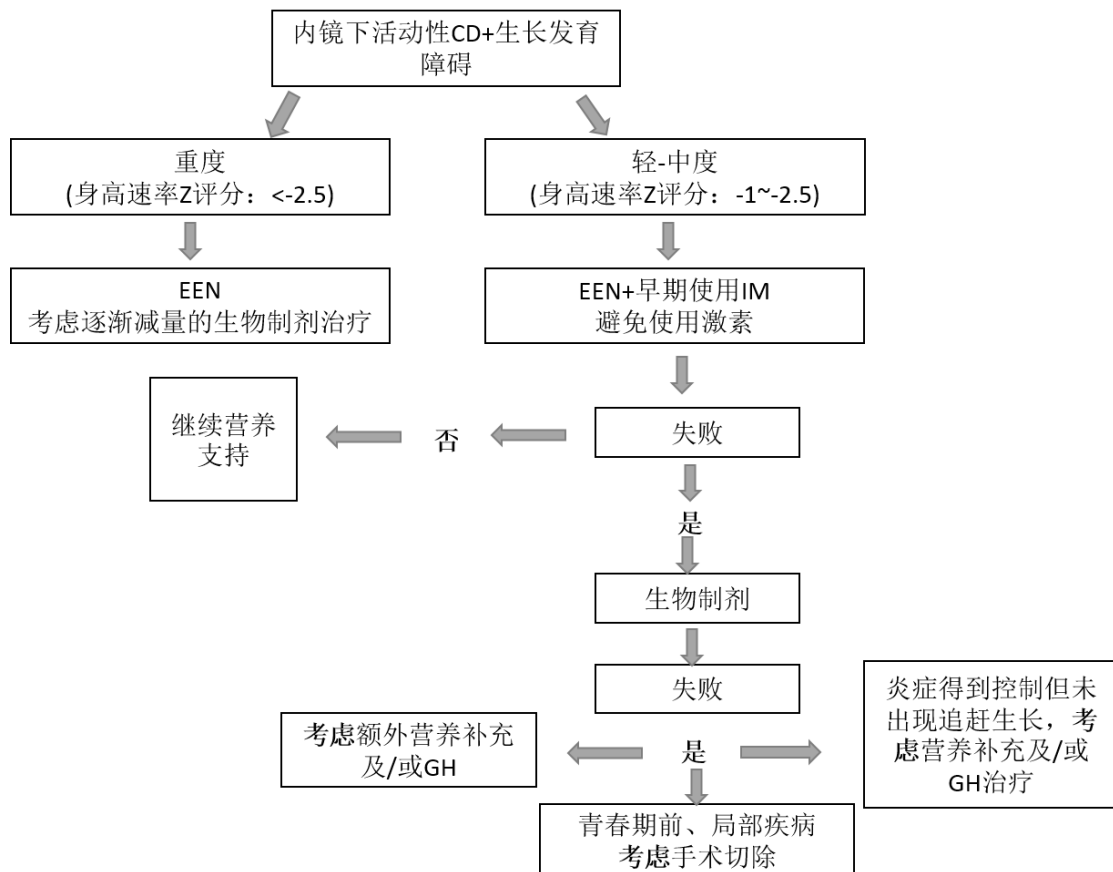 内镜下活动性CD+生长发育
障碍
重度
(身高速率Z评分：<-2.5)
轻-中度
(身高速率Z评分：-1~-2.5)
EEN
考虑逐渐减量的生物制剂治疗
EEN+早期使用IM
避免使用激素
继续营养
支持
否
失败
是
生物制剂
失败
考虑额外营养补充
及/或GH
是
炎症得到控制但未
出现追赶生长，考
虑营养补充及/或
GH治疗
青春期前、局部疾病
考虑手术切除